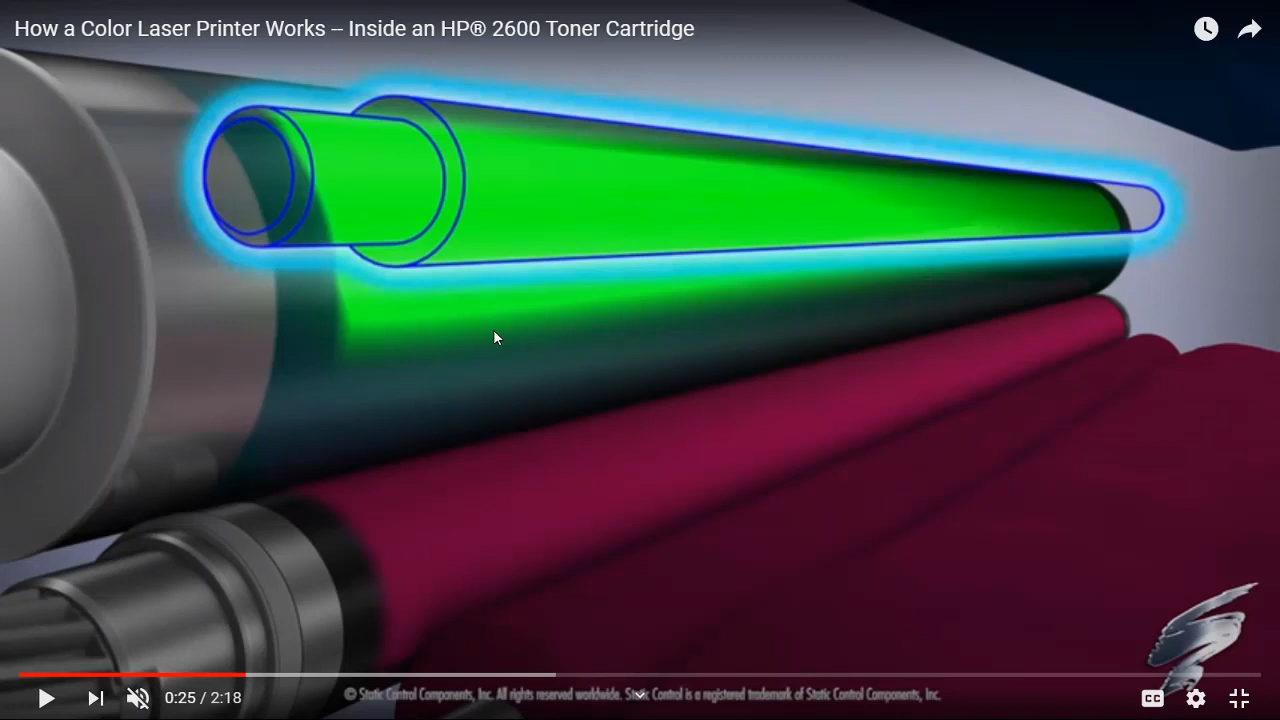 How a Color Laser Printer Works – Inside an HP® 2600 Toner Cartridge
0:25 / 2:18
© Static Control Components, Inc. All rights reserved worldwide. Static Control is a registered trademark of Static Control Components, Inc.
CC